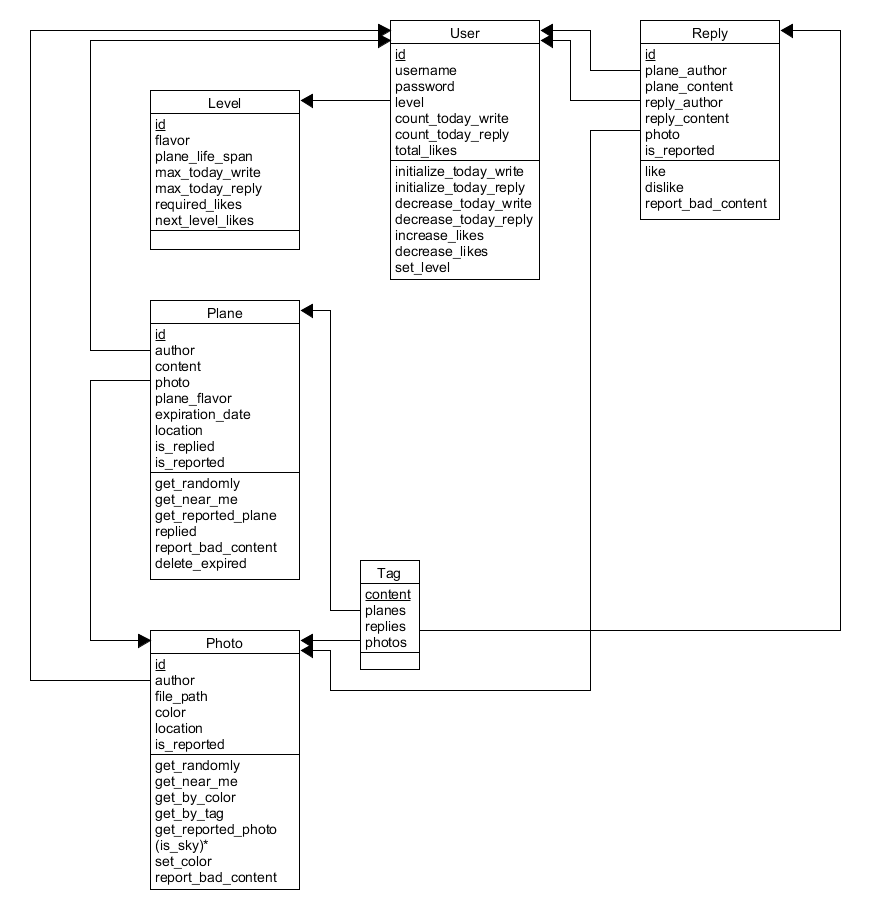 User
id
username
password
level
count_today_write
count_today_reply
total_likes
initialize_today_write
initialize_today_reply
decrease_today_write
decrease_today_reply
increase_likes
decrease_likes
set_level
Reply
id
plane_author
plane_content
reply_author
reply_content
photo
is_reported
like
dislike
report_bad_content
Level
id
flavor
plane_life_span
max_today_write
max_today_reply
required_likes
next_level_likes
Plane
id
author
content
photo
plane_flavor
expiration_date
location
is_replied
is_reported
get_randomly
get_near_me
get_reported_plane
replied
report_bad_content
delete_expired
Tag
content
planes
replies
photos
Photo
id
author
file_path
color
location
is_reported
get_randomly
get_near_me
get_by_color
get_by_tag
get_reported_photo
(is_sky)*
set_color
report_bad_content